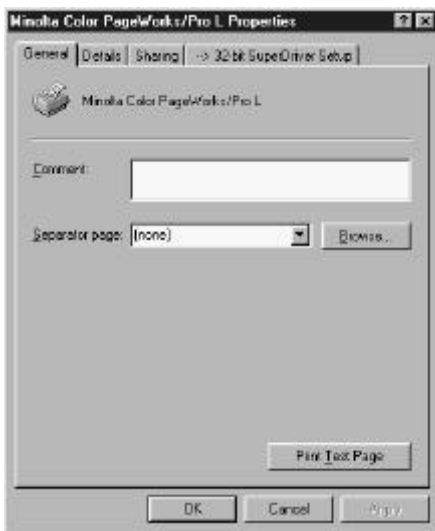 Minolta Color PageWorks/Pro L Properties
General Details Sharing --> 32-bit SuperDriver Setup
Minolta Color PageWorks/Pro L
Comment:
Separator page: (none) Browse...
Print Test Page
OK Cancel Apply